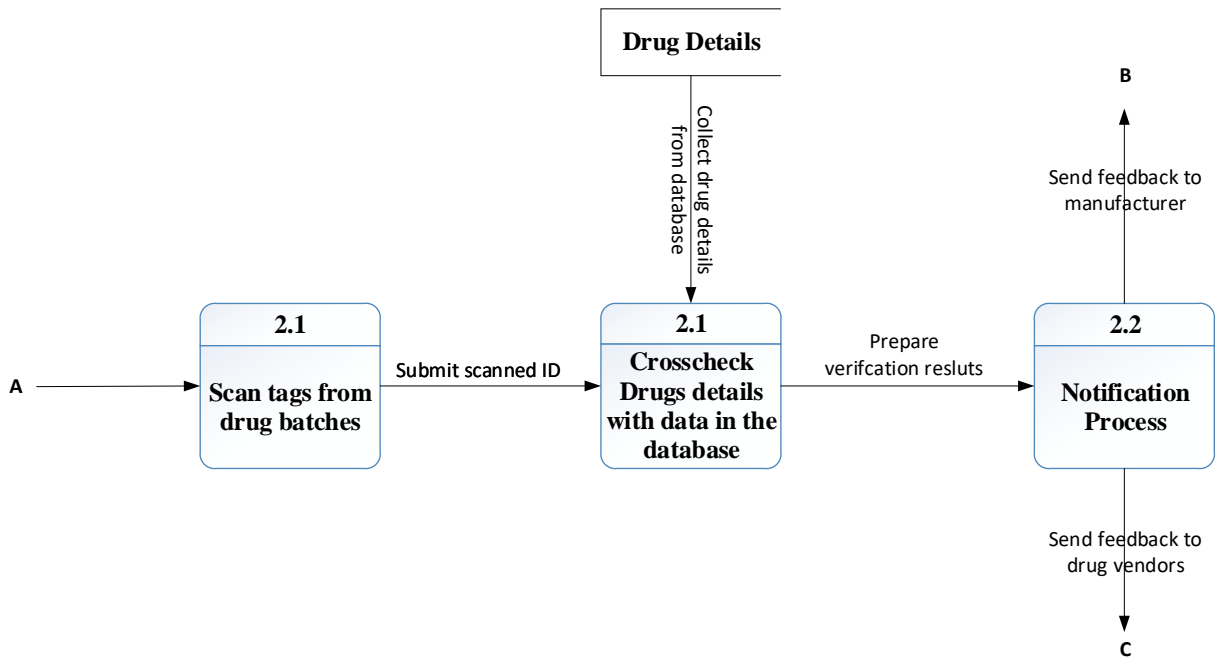 Drug Details
Collect drug details
from database
B
Send feedback to
manufacturer
A
2.1
Scan tags from
drug batches
Submit scanned ID
2.1
Crosscheck
Drugs details
with data in the
database
Prepare
verifcation resluts
2.2
Notification
Process
Send feedback to
drug vendors
C